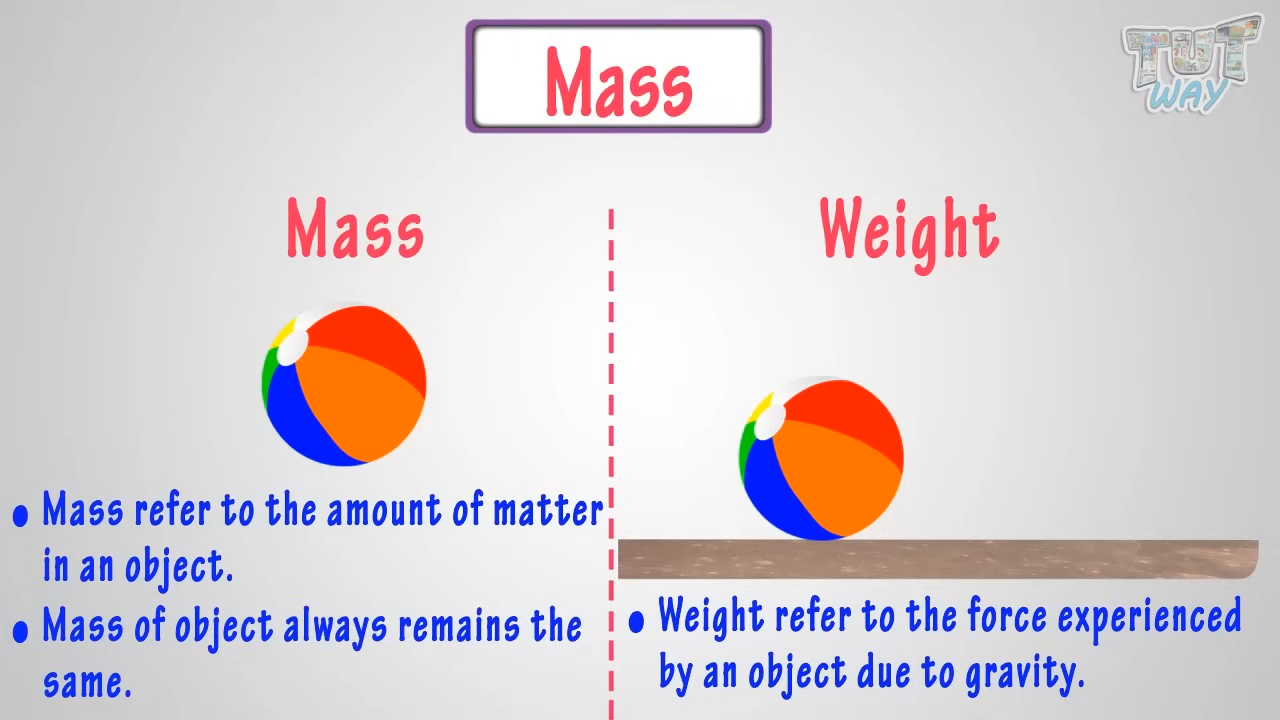 Mass
TUT
WAY
Mass
Weight
• Mass refer to the amount of matter
in an object.
• Mass of object always remains the
same.
• Weight refer to the force experienced
by an object due to gravity.